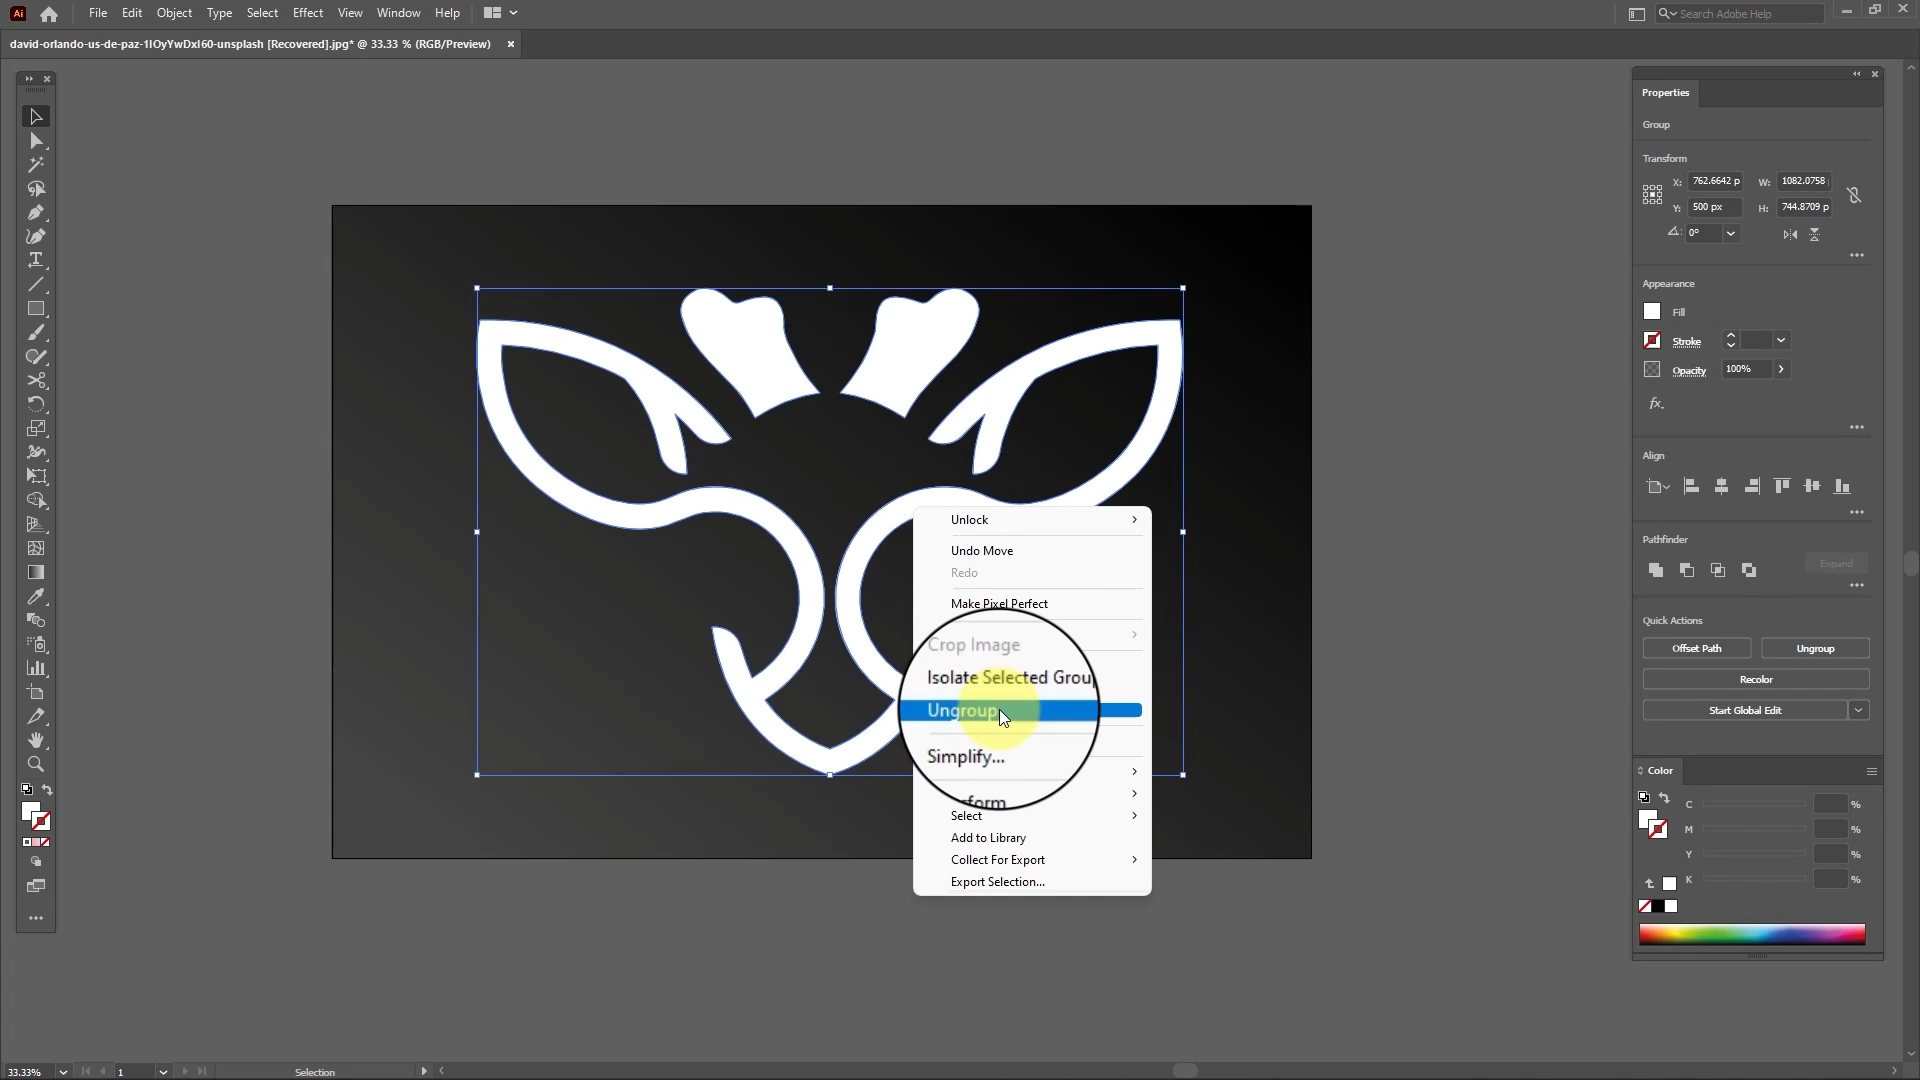 Ai File Edit Object Type Select Effect View Window Help Search Adobe Help
david-orlando-us-de-paz-1IOyYwDxI60-unsplash [Recovered].jpg* @ 33.33 % (RGB/Preview) ×
Properties
Group
Transform
X: 762.6642 p W: 1082.0758
Y: 500 px H: 744.8709 p
0°
Appearance
Fill
Stroke
Opacity 100%
fx.
Align
Pathfinder
Expand
Quick Actions
Offset Path Ungroup
Recolor
Start Global Edit
Color
C %
M %
Y %
K %
Unlock
Undo Move
Redo
Make Pixel Perfect
Crop Image
Isolate Selected Group
Ungroup
Simplify...
sform
Select
Add to Library
Collect For Export
Export Selection...
33.33% 1 Selection